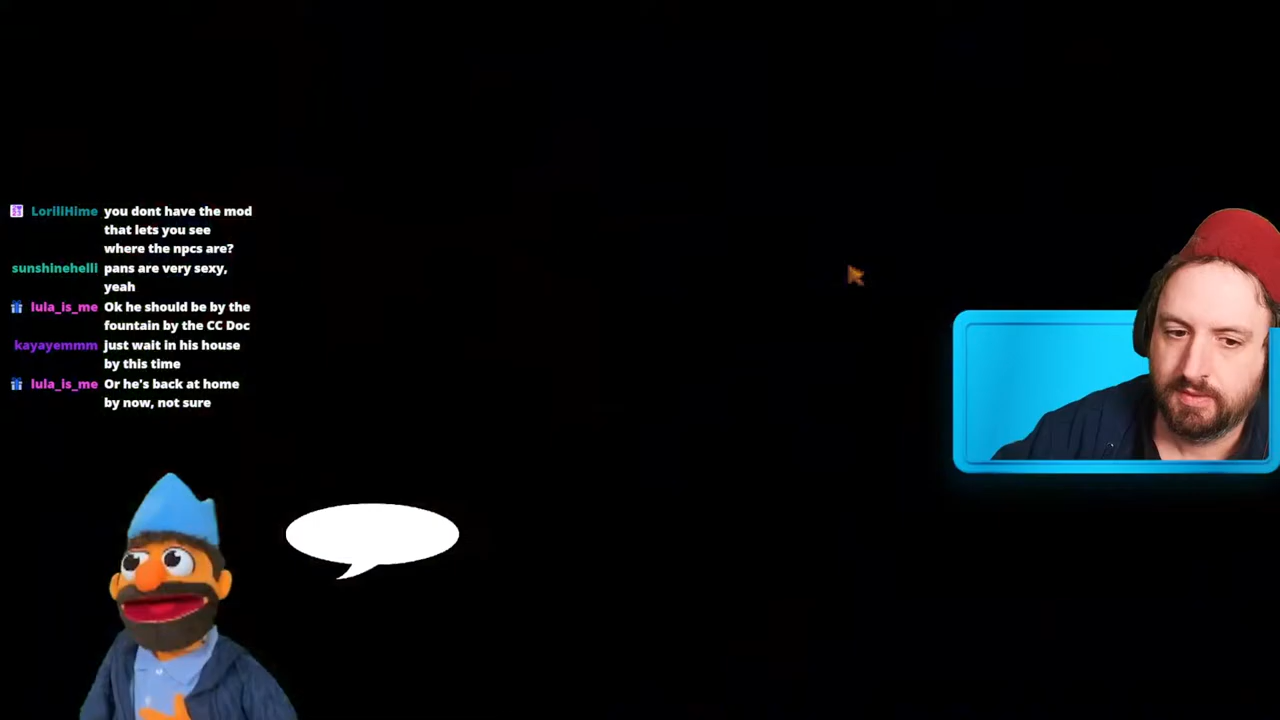 LorillHime you dont have the mod
that lets you see
where the npcs are?
sunshinehelll pans are very sexy,
yeah
lula_is_me Ok he should be by the
fountain by the CC Doc
kayayemmm just wait in his house
by this time
lula_is_me Or he's back at home
by now, not sure